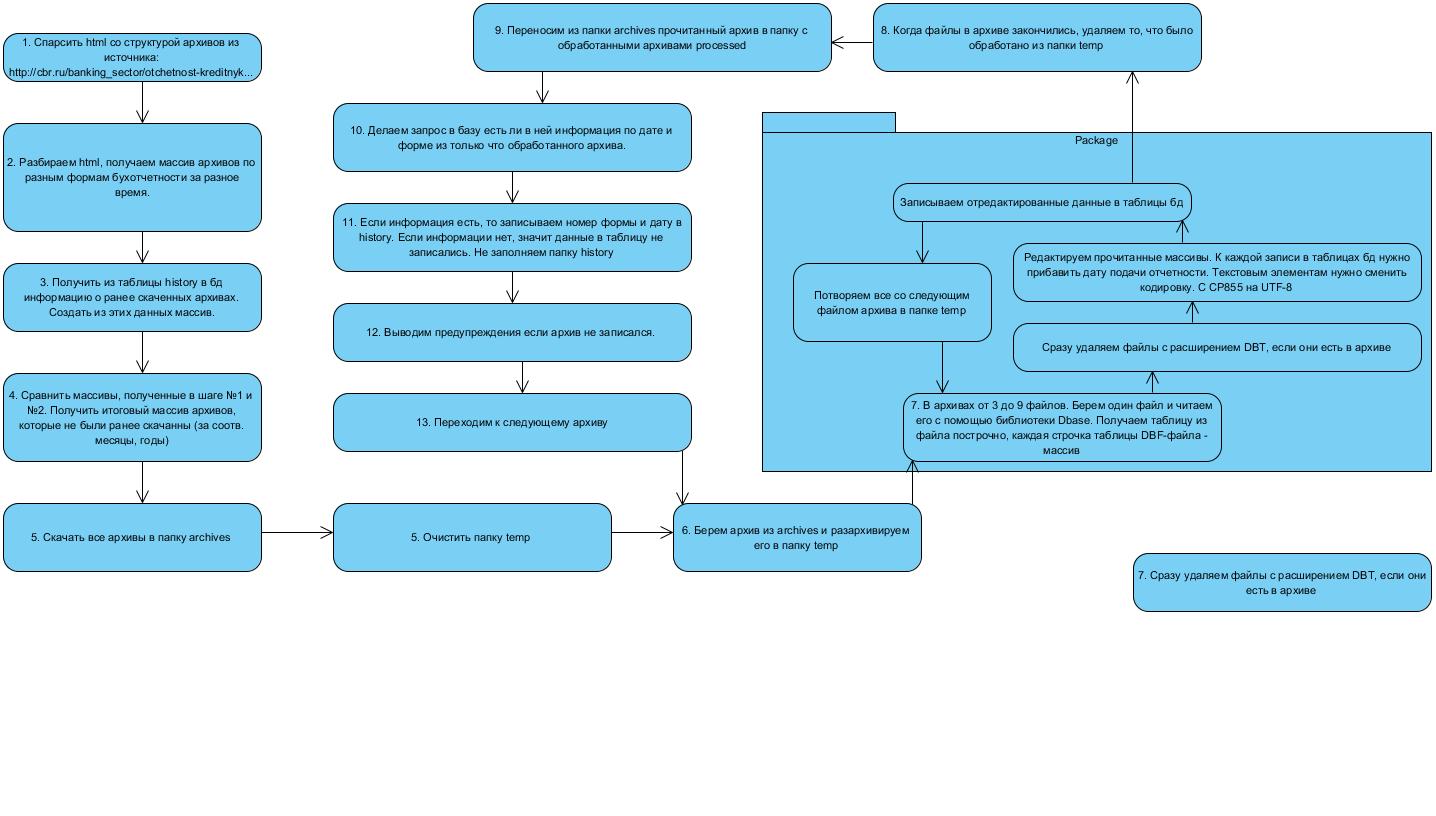 1. Спарсить html со структурой архивов из
источника:
http://cbr.ru/banking_sector/otchetnost-kreditnyk...
2. Разбираем html, получаем массив архивов по
разным формам бухотчетности за разное
время.
3. Получить из таблицы history в бд
информацию о ранее скаченных архивах.
Создать из этих данных массив.
4. Сравнить массивы, полученные в шаге №1 и
№2. Получить итоговый массив архивов,
которые не были ранее скачанны (за соотв.
месяцы, годы)
5. Скачать все архивы в папку archives
5. Очистить папку temp
6. Берем архив из archives и разархивируем
его в папку temp
Package
7. В архивах от 3 до 9 файлов. Берем один файл и читаем
его с помощью библиотеки Dbase. Получаем таблицу из
файла построчно, каждая строчка таблицы DBF-файла -
массив
Сразу удаляем файлы с расширением DBT, если они есть в архиве
Редактируем прочитанные массивы. К каждой записи в таблицах бд нужно
прибавить дату подачи отчетности. Текстовым элементам нужно сменить
кодировку. С CP855 на UTF-8
Записываем отредактированные данные в таблицы бд
Потворяем все со следующим
файлом архива в папке temp
8. Когда файлы в архиве закончились, удаляем то, что было
обработано из папки temp
9. Переносим из папки archives прочитанный архив в папку с
обработанными архивами processed
10. Делаем запрос в базу есть ли в ней информация по дате и
форме из только что обработанного архива.
11. Если информация есть, то записываем номер формы и дату в
history. Если информации нет, значит данные в таблицу не
записались. Не заполняем папку history
12. Выводим предупреждения если архив не записался.
13. Переходим к следующему архиву
7. Сразу удаляем файлы с расширением DBT, если они
есть в архиве